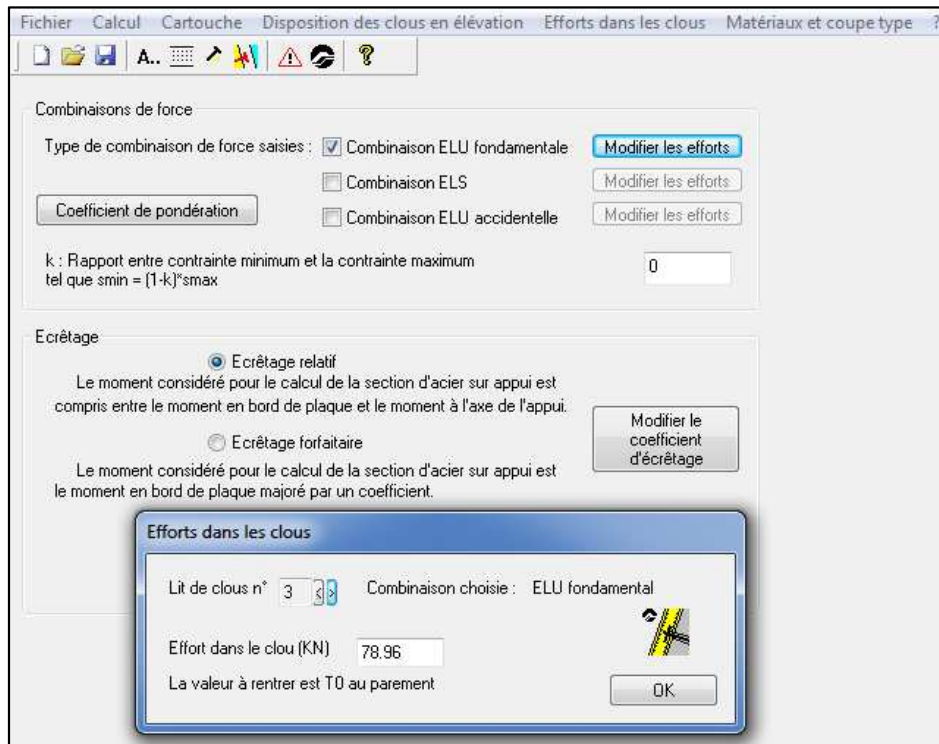 Fichier Calcul Cartouche Disposition des clous en élévation Efforts dans les clous Matériaux et coupe type ?
A..
Combinaisons de force
Type de combinaison de force saisies : Combinaison ELU fondamentale Modifier les efforts
Combinaison ELS Modifier les efforts
Coefficient de pondération Combinaison ELU accidentelle Modifier les efforts
k : Rapport entre contrainte minimum et la contrainte maximum
tel que smin = (1-k)*smax
0
Ecrêtage
Ecrêtage relatif
Le moment considéré pour le calcul de la section d'acier sur appui est
compris entre le moment en bord de plaque et le moment à l'axe de l'appui.
Ecrêtage forfaitaire
Le moment considéré pour le calcul de la section d'acier sur appui est
le moment en bord de plaque majoré par un coefficient.
Modifier le
coefficient
d'écrêtage
Efforts dans les clous
Lit de clous n° 3 < > Combinaison choisie : ELU fondamental
Effort dans le clou (KN) 78.96
La valeur à rentrer est T0 au parement
OK